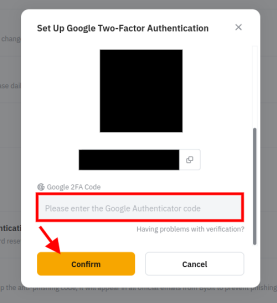 Set Up Google Two-Factor Authentication
Google 2FA Code
Please enter the Google Authenticator code
Having problems with verification?
Confirm
Cancel